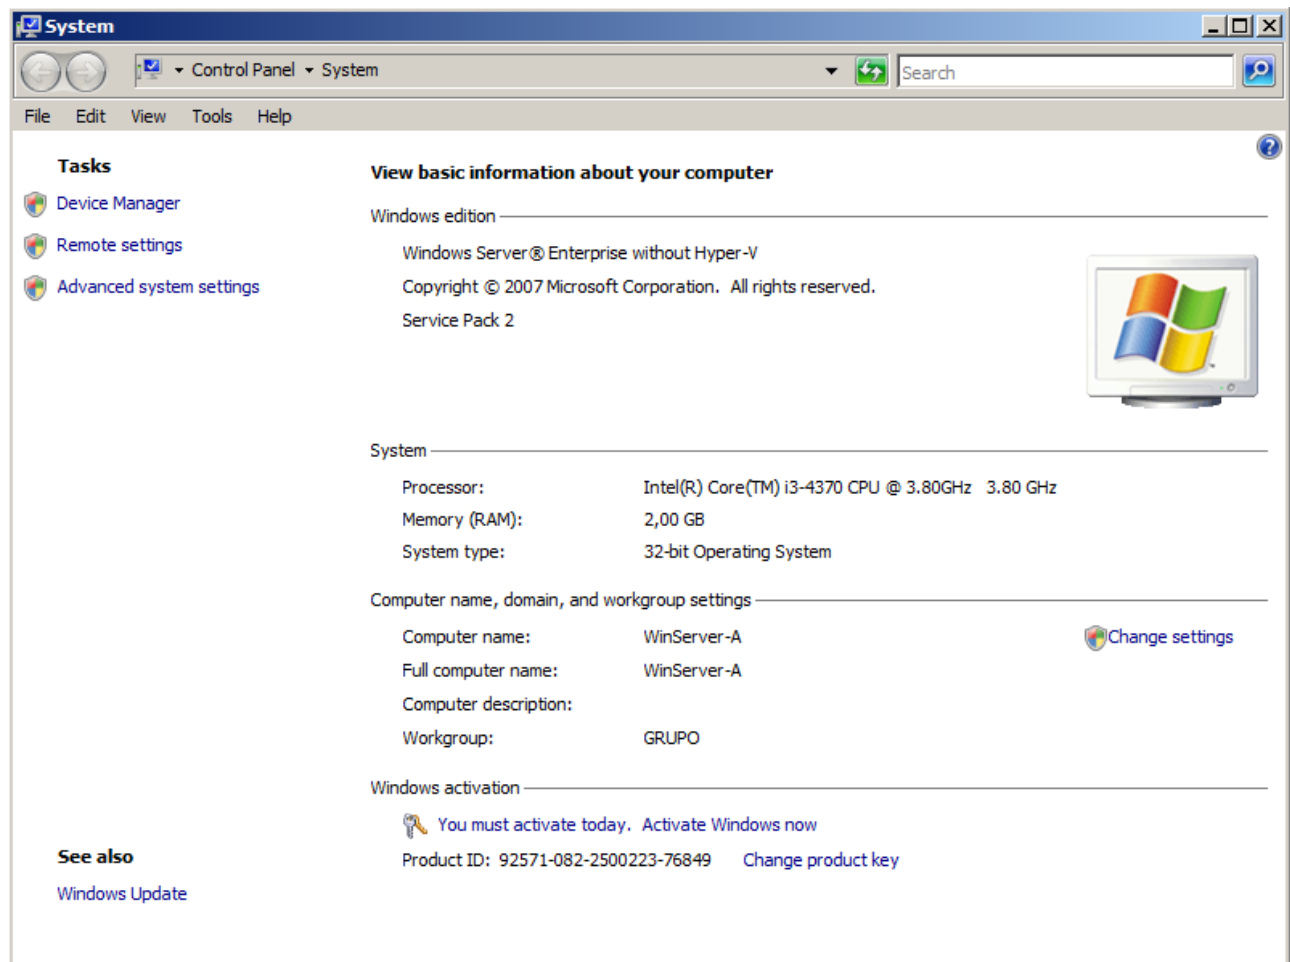 System
Control Panel System
Search
File Edit View Tools Help
Tasks
Device Manager
Remote settings
Advanced system settings
See also
Windows Update
View basic information about your computer
Windows edition
Windows Server® Enterprise without Hyper-V
Copyright © 2007 Microsoft Corporation. All rights reserved.
Service Pack 2
System
Processor: Intel(R) Core(TM) i3-4370 CPU @ 3.80GHz 3.80 GHz
Memory (RAM): 2,00 GB
System type: 32-bit Operating System
Computer name, domain, and workgroup settings
Computer name: WinServer-A Change settings
Full computer name: WinServer-A
Computer description:
Workgroup: GRUPO
Windows activation
You must activate today. Activate Windows now
Product ID: 92571-082-2500223-76849 Change product key